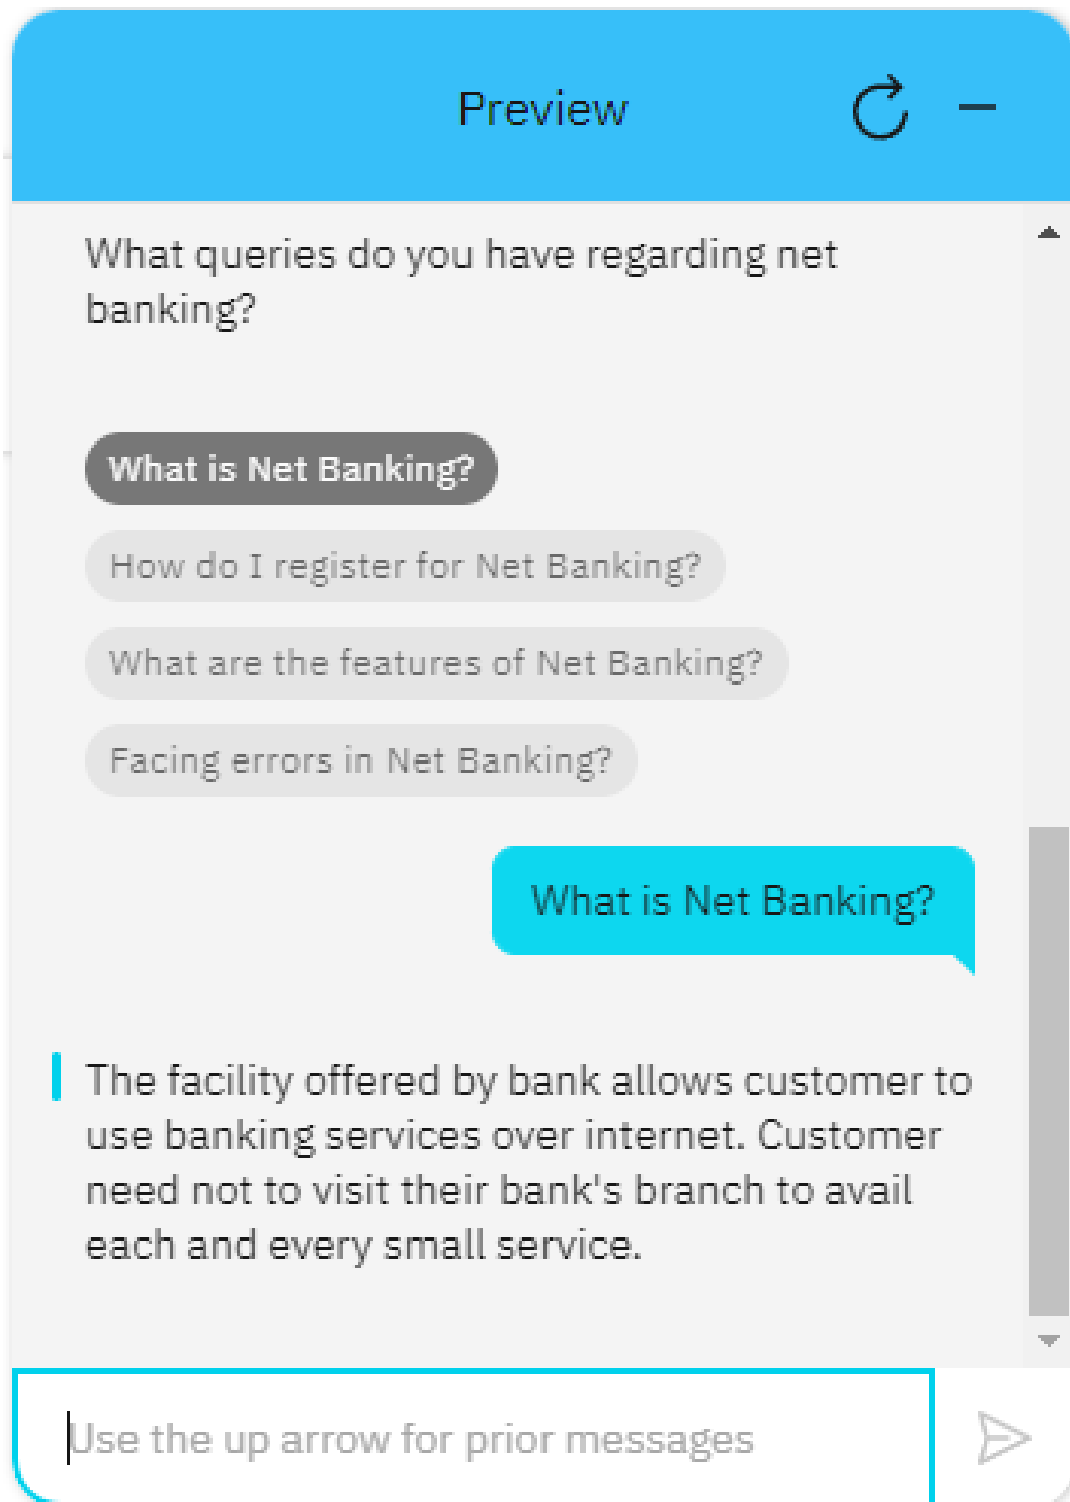 Preview
What queries do you have regarding net
banking?
What is Net Banking?
How do I register for Net Banking?
What are the features of Net Banking?
Facing errors in Net Banking?
What is Net Banking?
The facility offered by bank allows customer to
use banking services over internet. Customer
need not to visit their bank's branch to avail
each and every small service.
Use the up arrow for prior messages